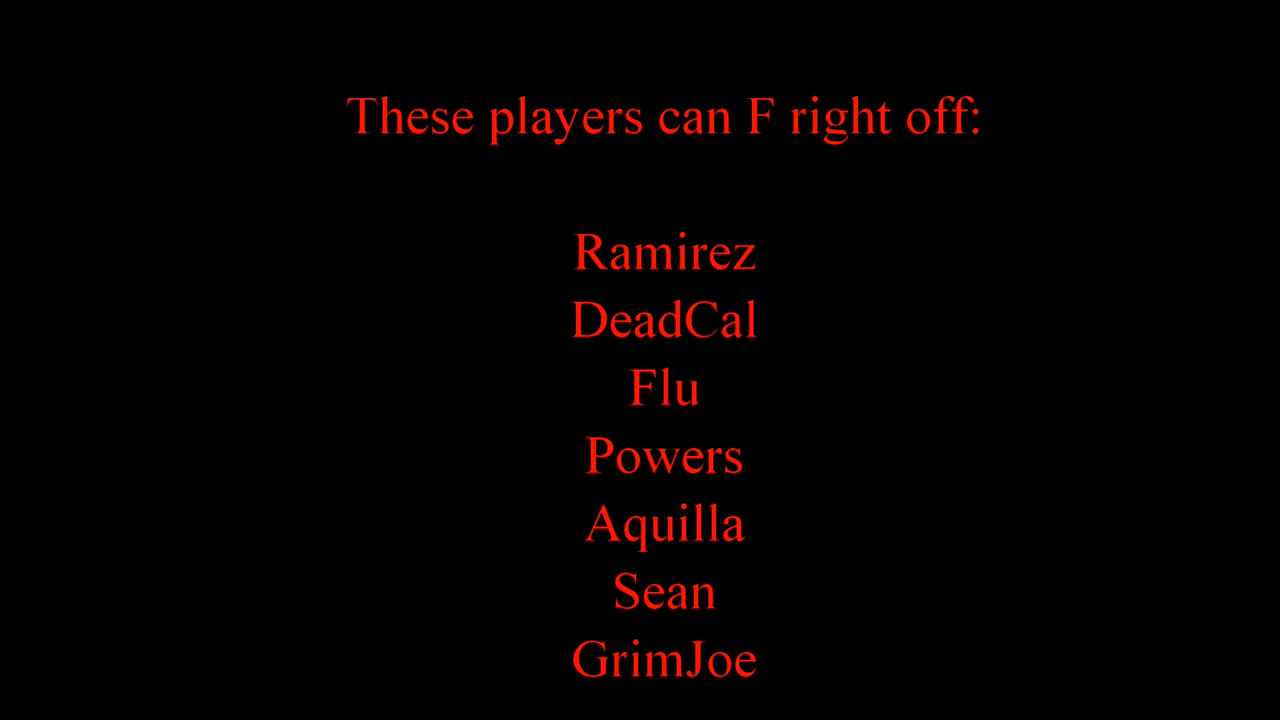 These players can F right off:
Ramirez
DeadCal
Flu
Powers
Aquilla
Sean
GrimJoe